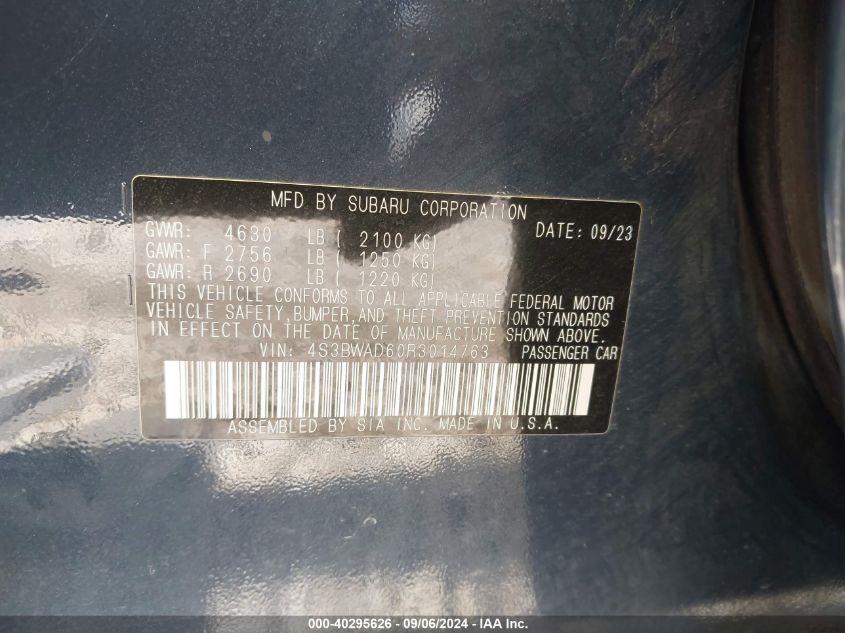 MFD BY SUBARU CORPORATION
GVWR: 4630 LB ( 2100 KG) DATE: 09/23
GAWR: F 2756 LB ( 1250 KG)
GAWR: R 2690 LB ( 1220 KG)
THIS VEHICLE CONFORMS TO ALL APPLICABLE FEDERAL MOTOR
VEHICLE SAFETY, BUMPER, AND THEFT PREVENTION STANDARDS
IN EFFECT ON THE DATE OF MANUFACTURE SHOWN ABOVE.
VIN: 4S3BWAD60R3014763 PASSENGER CAR
ASSEMBLED BY SIA INC. MADE IN U.S.A.
000-40295626 - 09/06/2024 - IAA Inc.